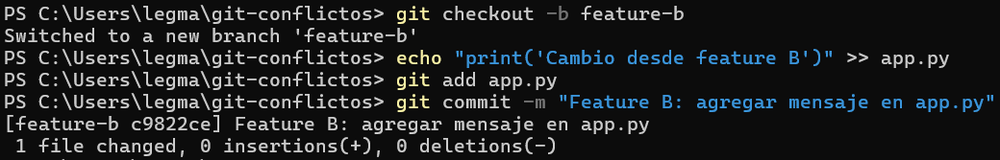 PS C:\Users\legma\git-conflictos> git checkout -b feature-b
Switched to a new branch 'feature-b'
PS C:\Users\legma\git-conflictos> echo "print('Cambio desde feature B')" >> app.py
PS C:\Users\legma\git-conflictos> git add app.py
PS C:\Users\legma\git-conflictos> git commit -m "Feature B: agregar mensaje en app.py"
[feature-b c9822ce] Feature B: agregar mensaje en app.py
 1 file changed, 0 insertions(+), 0 deletions(-)